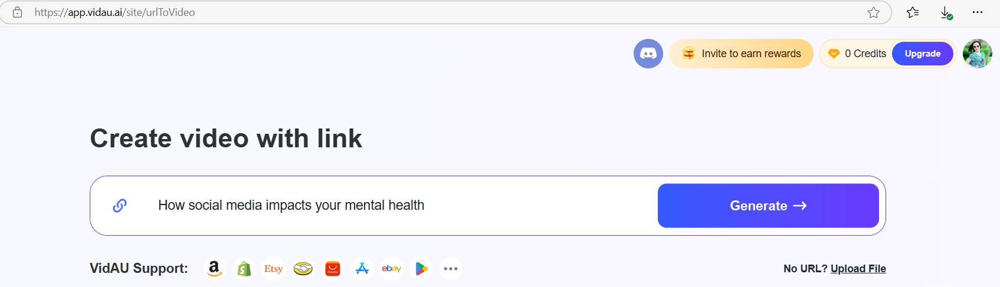 https://app.vidau.ai/site/urlToVideo
Invite to earn rewards
0 Credits
Upgrade
Create video with link
How social media impacts your mental health
Generate →
VidAU Support:
a
Etsy
AliExpress
ebay
No URL? Upload File